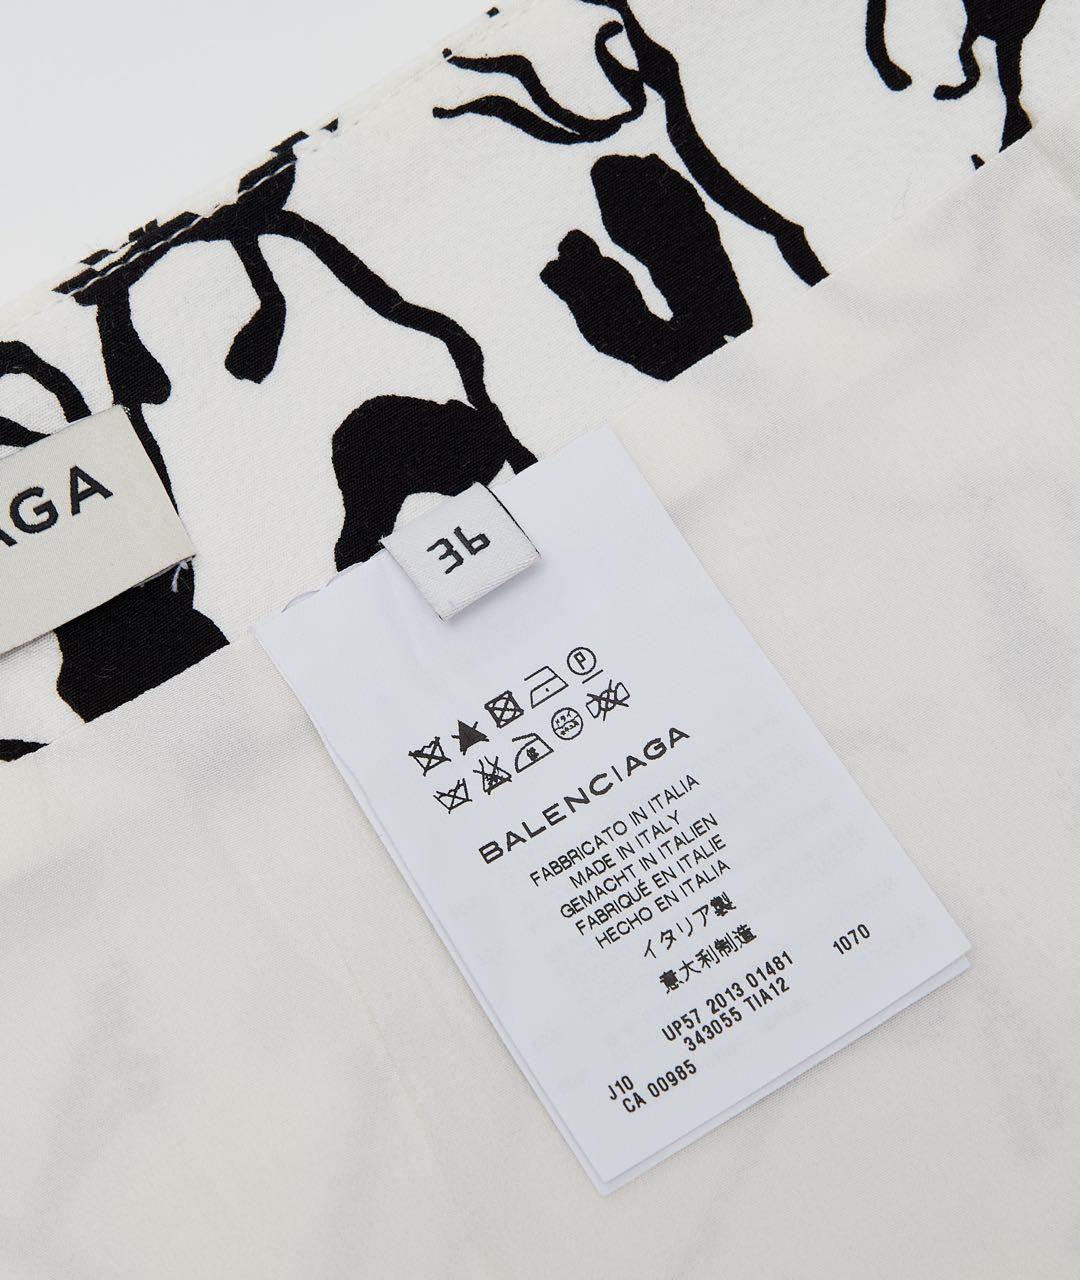 AGA
36
P
BALENCIAGA
FABBRICATO IN ITALIA
MADE IN ITALY
GEMACHT IN ITALIEN
FABRIQUÉ EN ITALIE
HECHO EN ITALIA
イタリア製
意大利制造
UP57 2013 01481 1070
343055 TIA12
J10
CA 00985